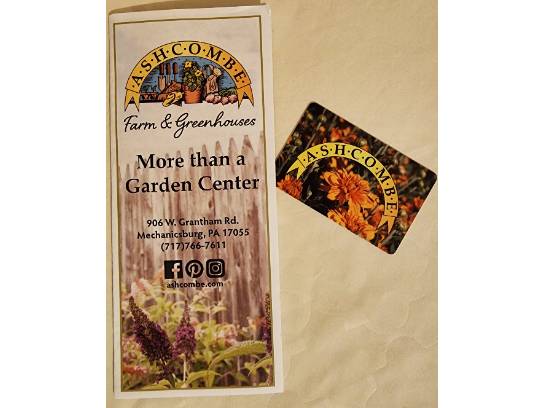 A·S·H·C·O·M·B·E
Farm & Greenhouses
More than a
Garden Center
906 W. Grantham Rd.
Mechanicsburg, PA 17055
(717)766-7611
ashcombe.com
A·S·H·C·O·M·B·E